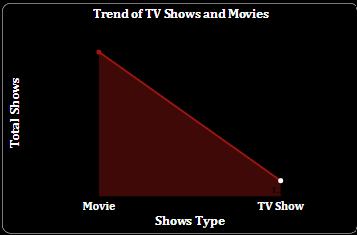 Trend of TV Shows and Movies
Total Shows
Movie
TV Show
Shows Type